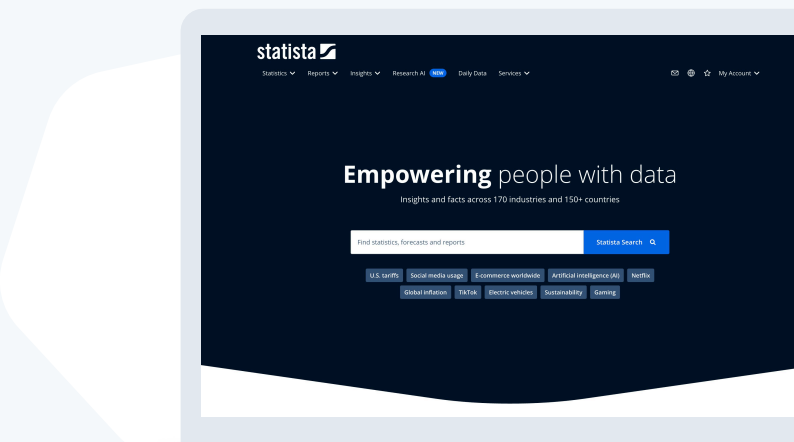 statista
Statistics Reports Insights Research AI NEW Daily Data Services My Account
Empowering people with data
Insights and facts across 170 industries and 150+ countries
Find statistics, forecasts and reports Statista Search
U.S. tariffs Social media usage E-commerce worldwide Artificial intelligence (AI) Netflix
Global inflation TikTok Electric vehicles Sustainability Gaming